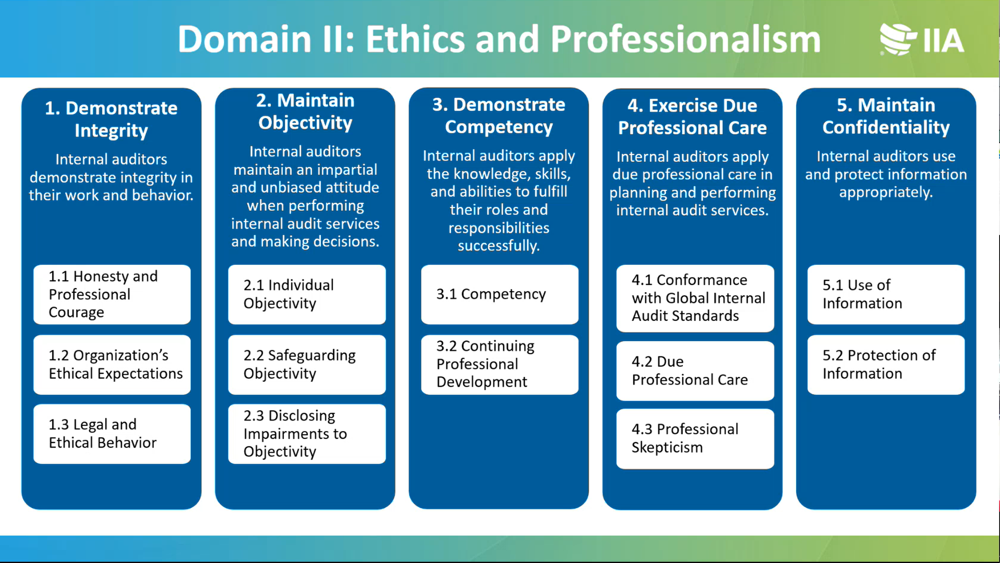 Domain II: Ethics and Professionalism
IIA
1. Demonstrate
Integrity
Internal auditors
demonstrate integrity in
their work and behavior.
1.1 Honesty and
Professional
Courage
1.2 Organization’s
Ethical Expectations
1.3 Legal and
Ethical Behavior
2. Maintain
Objectivity
Internal auditors
maintain an impartial
and unbiased attitude
when performing
internal audit services
and making decisions.
2.1 Individual
Objectivity
2.2 Safeguarding
Objectivity
2.3 Disclosing
Impairments to
Objectivity
3. Demonstrate
Competency
Internal auditors apply
the knowledge, skills,
and abilities to fulfill
their roles and
responsibilities
successfully.
3.1 Competency
3.2 Continuing
Professional
Development
4. Exercise Due
Professional Care
Internal auditors apply
due professional care in
planning and performing
internal audit services.
4.1 Conformance
with Global Internal
Audit Standards
4.2 Due
Professional Care
4.3 Professional
Skepticism
5. Maintain
Confidentiality
Internal auditors use
and protect information
appropriately.
5.1 Use of
Information
5.2 Protection of
Information